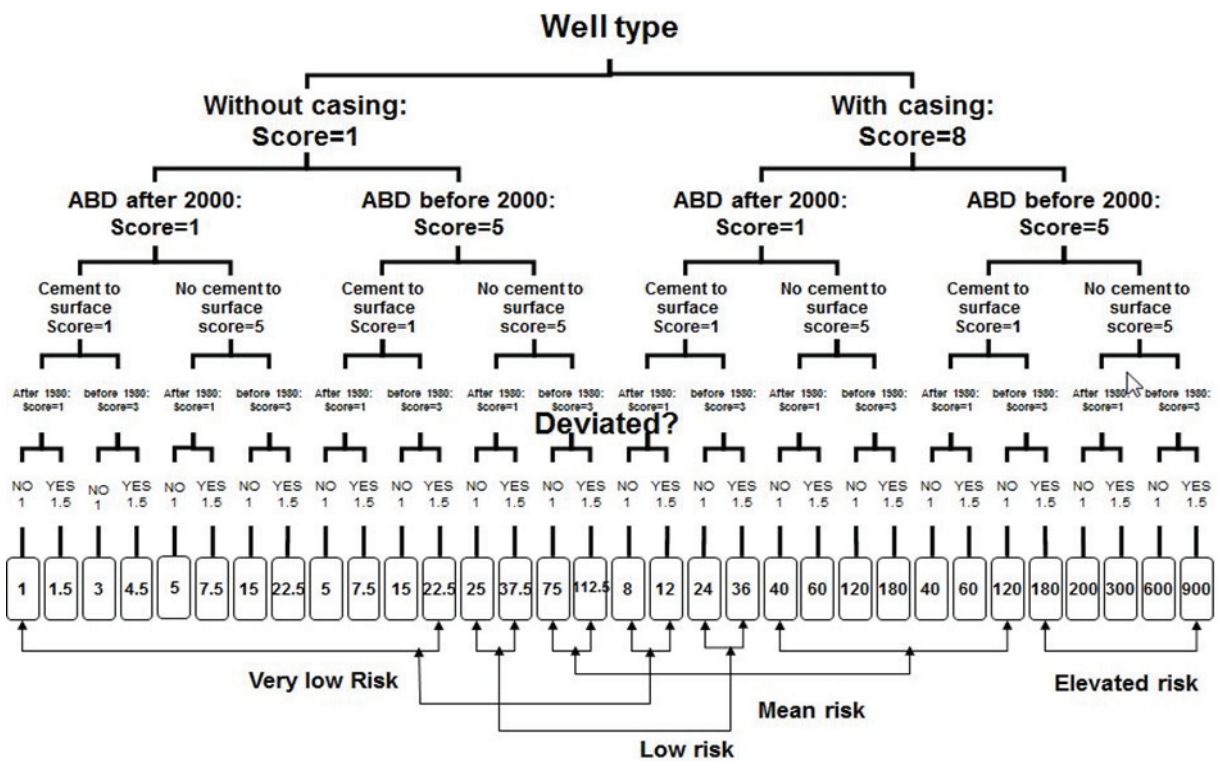 Well type
Without casing:
Score=1
With casing:
Score=8
ABD after 2000:
Score=1
ABD before 2000:
Score=5
ABD after 2000:
Score=1
ABD before 2000:
Score=5
Cement to
surface
Score=1
No cement to
surface
score=5
Cement to
surface
Score=1
No cement to
surface
score=5
Cement to
surface
Score=1
No cement to
surface
score=5
Cement to
surface
Score=1
No cement to
surface
score=5
After 1980:
Score=1
before 1980:
Score=3
After 1980:
Score=1
before 1980:
Score=3
After 1980:
Score=1
before 1980:
Score=3
After 1980:
Score=1
before 1980:
Score=3
After 1980:
Score=1
before 1980:
Score=3
After 1980:
Score=1
before 1980:
Score=3
After 1980:
Score=1
before 1980:
Score=3
After 1980:
Score=1
before 1980:
Score=3
Deviated?
NO YES NO YES NO YES NO YES NO YES NO YES NO YES NO YES NO YES NO YES NO YES NO YES NO YES NO YES NO YES NO YES
1 1.5 1 1.5 1 1.5 1 1.5 1 1.5 1 1.5 1 1.5 1 1.5 1 1.5 1 1.5 1 1.5 1 1.5 1 1.5 1 1.5 1 1.5 1 1.5
1 1.5 3 4.5 5 7.5 15 22.5 5 7.5 15 22.5 25 37.5 75 112.5 8 12 24 36 40 60 120 180 40 60 120 180 200 300 600 900
Very low Risk
Elevated risk
Mean risk
Low risk